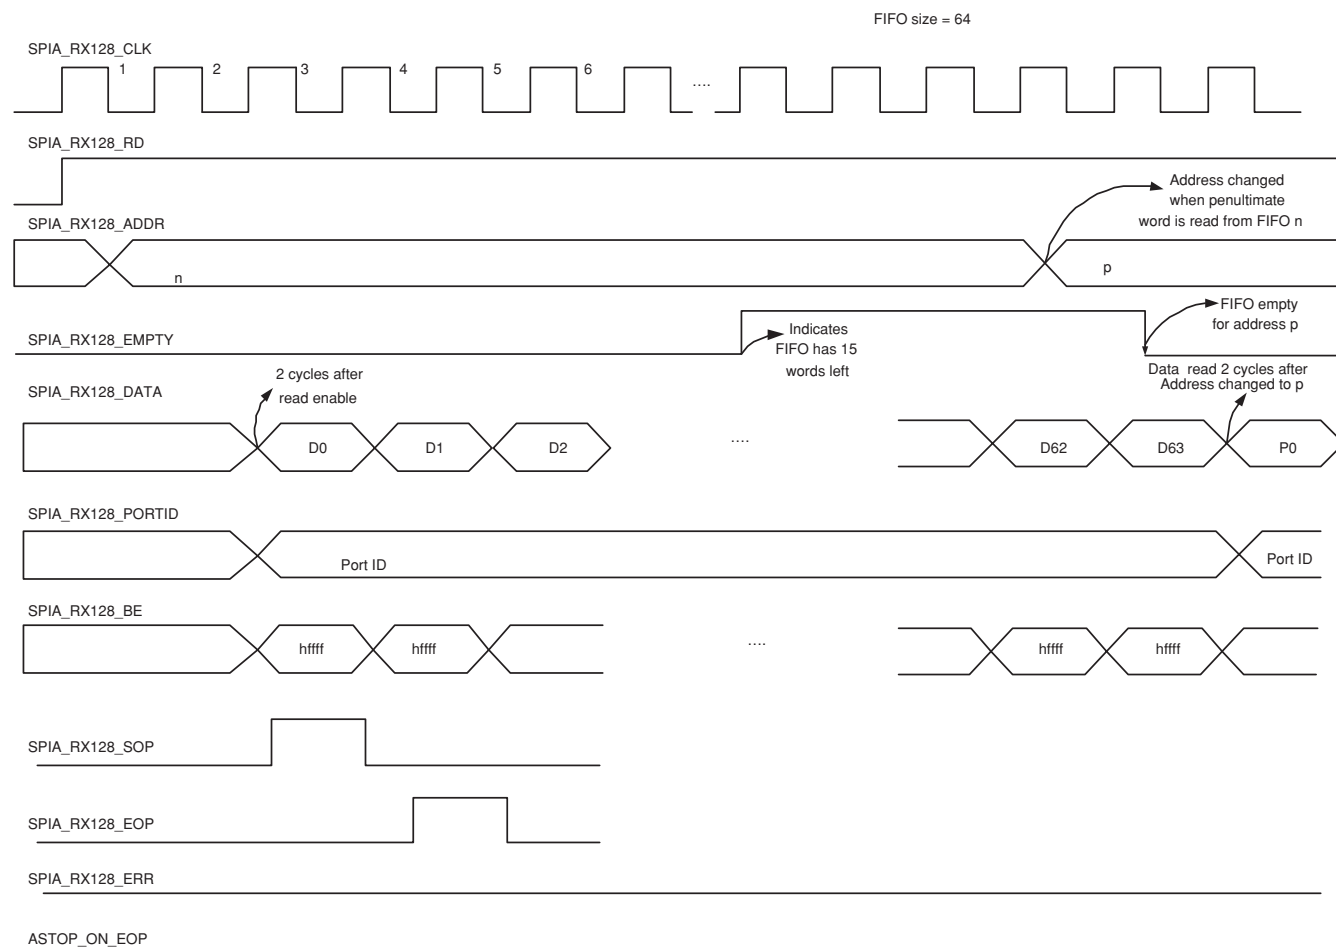 FIFO size = 64
SPIA_RX128_CLK
1 2 3 4 5 6
....
SPIA_RX128_RD
Address changed
when penultimate
word is read from FIFO n
SPIA_RX128_ADDR
n
p
SPIA_RX128_EMPTY
Indicates
FIFO has 15
words left
FIFO empty
for address p
SPIA_RX128_DATA
2 cycles after
read enable
Data read 2 cycles after
Address changed to p
D0 D1 D2 .... D62 D63 P0
SPIA_RX128_PORTID
Port ID
Port ID
SPIA_RX128_BE
hffff hffff .... hffff hffff
SPIA_RX128_SOP
SPIA_RX128_EOP
SPIA_RX128_ERR
ASTOP_ON_EOP